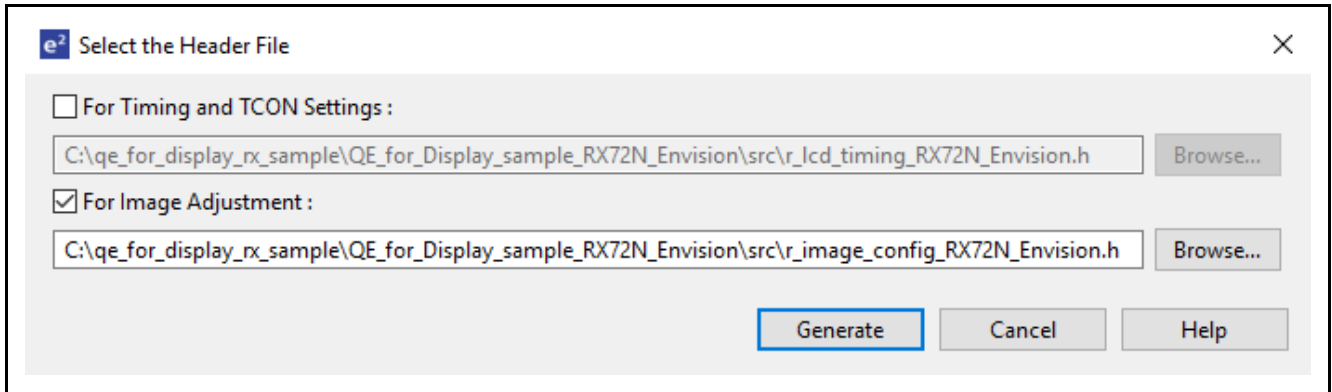 e² Select the Header File
For Timing and TCON Settings :
C:\qe_for_display_rx_sample\QE_for_Display_sample_RX72N_Envision\src\r_lcd_timing_RX72N_Envision.h Browse...
For Image Adjustment :
C:\qe_for_display_rx_sample\QE_for_Display_sample_RX72N_Envision\src\r_image_config_RX72N_Envision.h Browse...
Generate Cancel Help